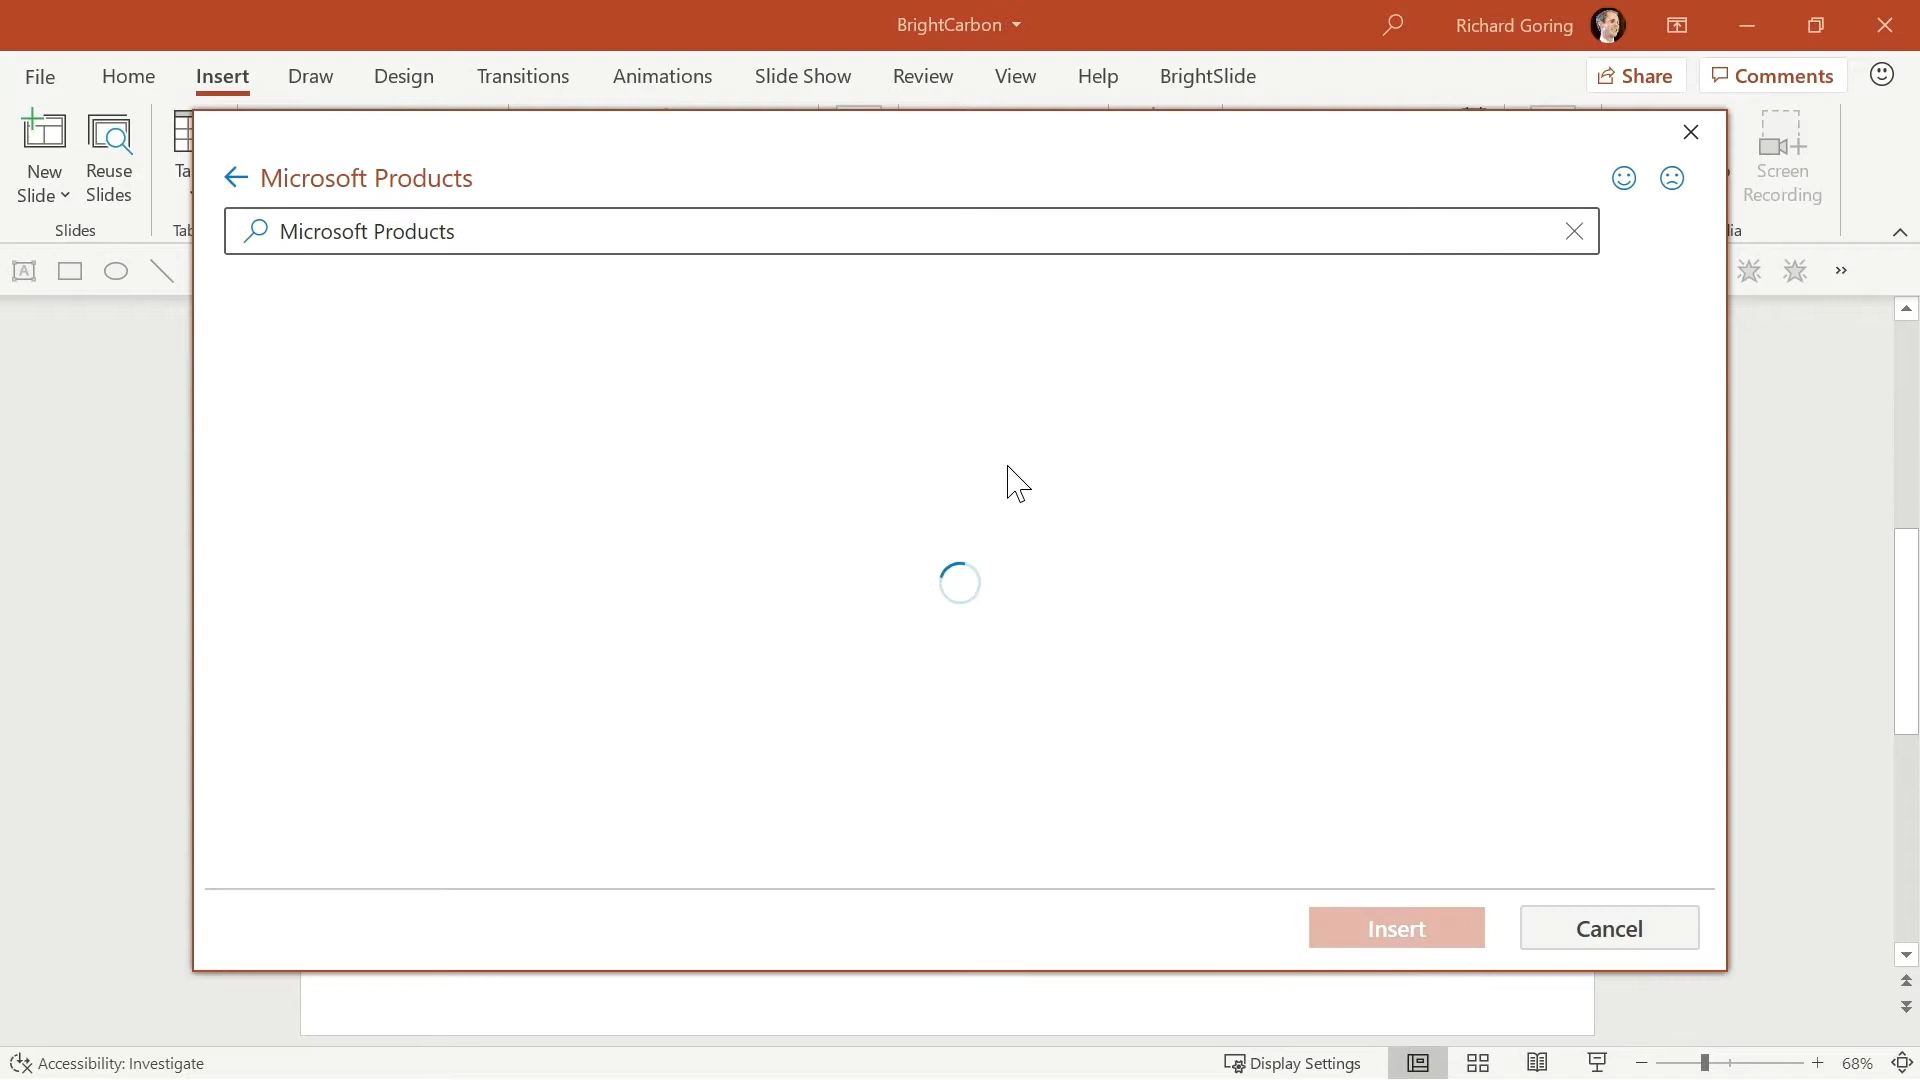 BrightCarbon
Richard Goring
File Home Insert Draw Design Transitions Animations Slide Show Review View Help BrightSlide Share Comments
New Slide
Reuse Slides
Slides
Screen Recording
Microsoft Products
Microsoft Products
A
Insert Cancel
Accessibility: Investigate Display Settings 68%